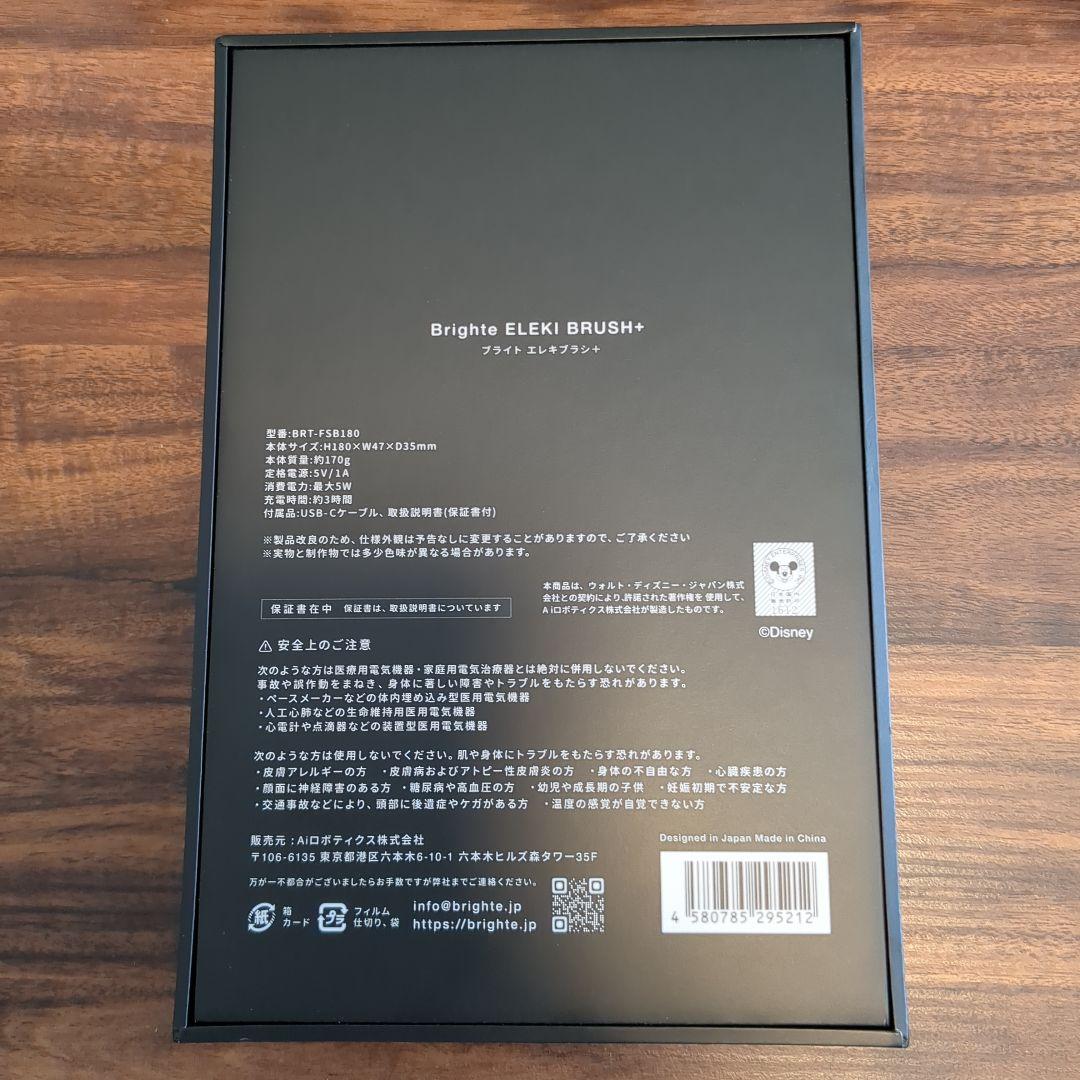 Brighte ELEKI BRUSH+
ブライト エレキブラシ+
型番:BRT-FSB180
本体サイズ:H180×W47×D35mm
本体質量:約170g
定格電源:5V/1A
消費電力:最大5W
充電時間:約3時間
付属品:USB-Cケーブル、取扱説明書(保証書付)
※製品改良のため、仕様外観は予告なしに変更することがありますので、ご了承ください
※実物と制作物では多少色味が異なる場合があります。
保証書在中 保証書は、取扱説明書についています
本商品は、ウォルト・ディズニー・ジャパン株式
会社との契約により、許諾された著作権を 使用して、
Aiロボティクス株式会社が製造したものです。
日本国内
販売許可
1612
©Disney
⚠ 安全上のご注意
次のような方は医療用電気機器・家庭用電気治療器とは絶対に併用しないでください。
事故や誤作動をまねき、身体に著しい障害やトラブルをもたらす恐れがあります。
・ペースメーカーなどの体内埋め込み型医用電気機器
・人工心肺などの生命維持用医用電気機器
・心電計や点滴器などの装置型医用電気機器
次のような方は使用しないでください。肌や身体にトラブルをもたらす恐れがあります。
・皮膚アレルギーの方 ・皮膚病およびアトピー性皮膚炎の方 ・身体の不自由な方 ・心臓疾患の方
・顔面に神経障害のある方 ・糖尿病や高血圧の方 ・幼児や成長期の子供 ・妊娠初期で不安定な方
・交通事故などにより、頭部に後遺症やケガがある方 ・温度の感覚が自覚できない方
販売元:Aiロボティクス株式会社
〒106-6135 東京都港区六本木6-10-1 六本木ヒルズ森タワー35F
万が一不都合がございましたらお手数ですが弊社までご連絡ください。
紙 箱
カード
プラ フィルム
仕切り、袋
info@brighte.jp
https://brighte.jp
Designed in Japan Made in China
4 580785 295212